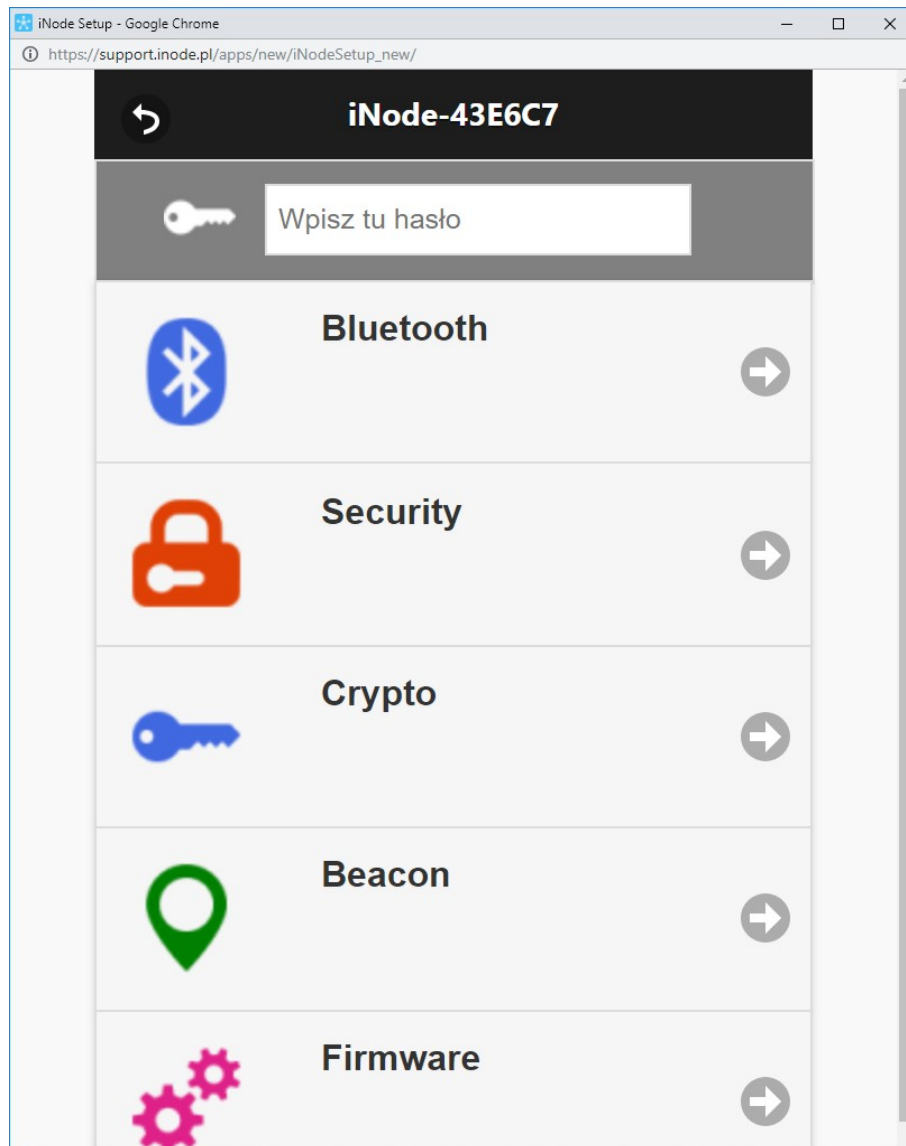 iNode Setup - Google Chrome
https://support.inode.pl/apps/new/iNodeSetup_new/
iNode-43E6C7
Wpisz tu hasło
Bluetooth
Security
Crypto
Beacon
Firmware